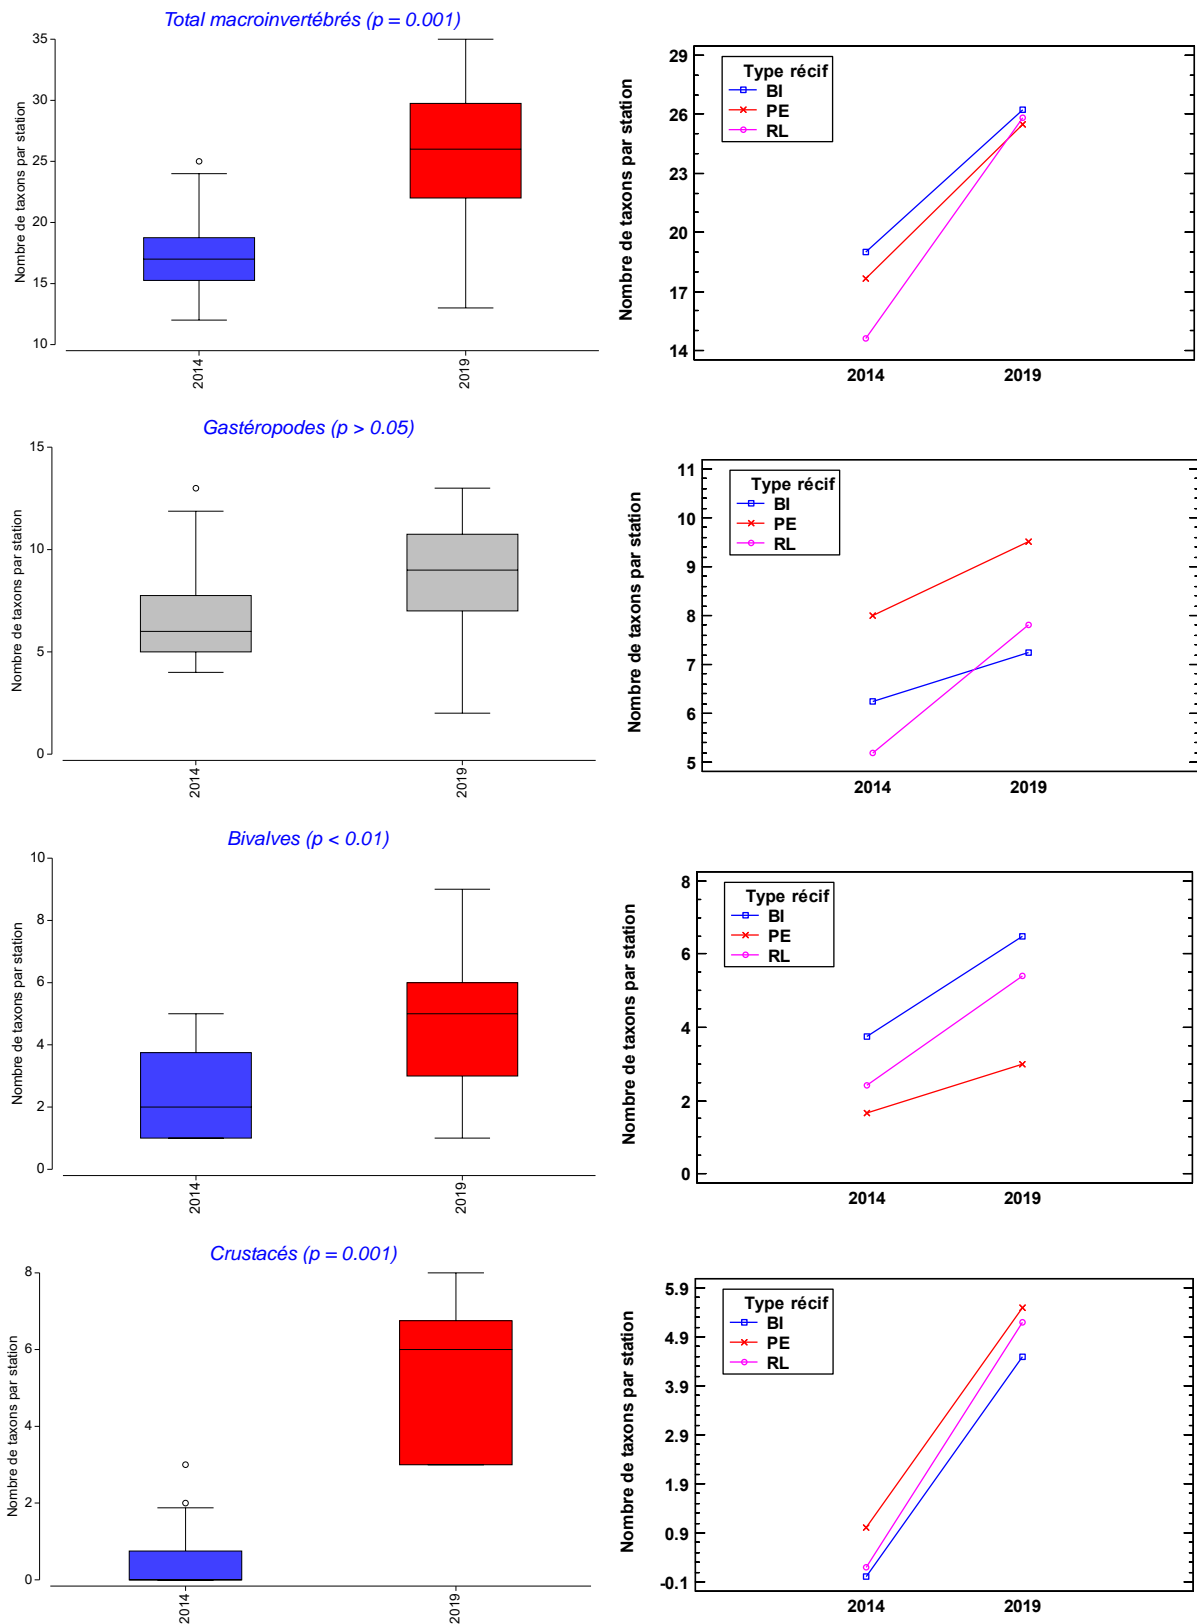 Total macroinvertébrés (p = 0.001)
Nombre de taxons par station
35
30
25
20
15
10
2014
2019
Nombre de taxons par station
29
26
23
20
17
14
Type récif
BI
PE
RL
2014
2019
Gastéropodes (p > 0.05)
Nombre de taxons par station
15
10
5
0
2014
2019
Nombre de taxons par station
11
10
9
8
7
6
5
Type récif
BI
PE
RL
2014
2019
Bivalves (p < 0.01)
Nombre de taxons par station
10
8
6
4
2
0
2014
2019
Nombre de taxons par station
8
6
4
2
0
Type récif
BI
PE
RL
2014
2019
Crustacés (p = 0.001)
Nombre de taxons par station
8
6
4
2
0
2014
2019
Nombre de taxons par station
5.9
4.9
3.9
2.9
1.9
0.9
-0.1
Type récif
BI
PE
RL
2014
2019